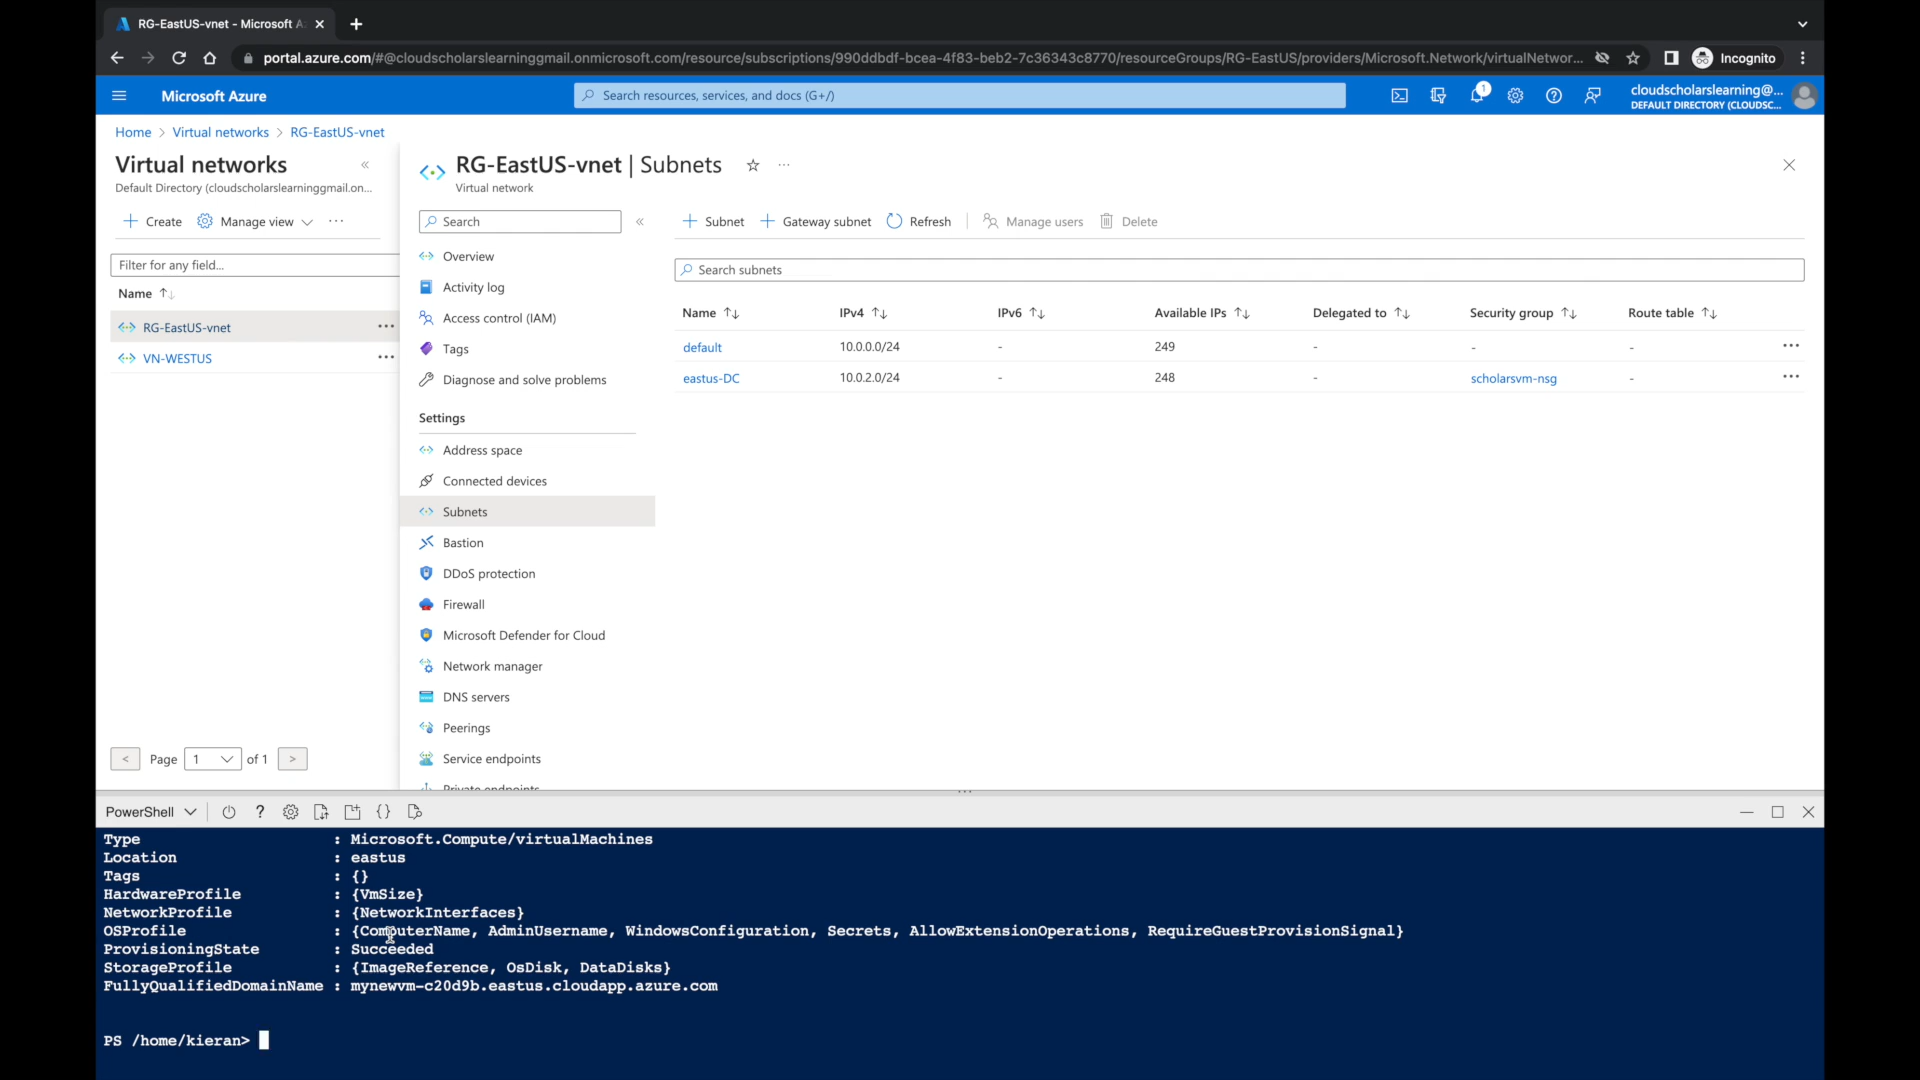 RG-EastUS-vnet - Microsoft A
portal.azure.com/#@cloudscholarslearninggmail.onmicrosoft.com/resource/subscriptions/990ddbdf-bcea-4f83-beb2-7c36343c8770/resourceGroups/RG-EastUS/providers/Microsoft.Network/virtualNetwor...
Incognito
Microsoft Azure
Search resources, services, and docs (G+/)
1
cloudscholarslearning@...
DEFAULT DIRECTORY (CLOUDSC...
Home > Virtual networks > RG-EastUS-vnet
Virtual networks
Default Directory (cloudscholarslearninggmail.on...
Create
Manage view
Filter for any field...
Name
RG-EastUS-vnet
VN-WESTUS
< Page 1 of 1 >
RG-EastUS-vnet | Subnets
Virtual network
Search
Overview
Activity log
Access control (IAM)
Tags
Diagnose and solve problems
Settings
Address space
Connected devices
Subnets
Bastion
DDoS protection
Firewall
Microsoft Defender for Cloud
Network manager
DNS servers
Peerings
Service endpoints
Private endpoints
Subnet
Gateway subnet
Refresh
Manage users
Delete
Search subnets
Name IPv4 IPv6 Available IPs Delegated to Security group Route table
default 10.0.0.0/24 - 249 - - -
eastus-DC 10.0.2.0/24 - 248 - scholarsvm-nsg -
PowerShell
Type : Microsoft.Compute/virtualMachines
Location : eastus
Tags : {}
HardwareProfile : {VmSize}
NetworkProfile : {NetworkInterfaces}
OSProfile : {ComputerName, AdminUsername, WindowsConfiguration, Secrets, AllowExtensionOperations, RequireGuestProvisionSignal}
ProvisioningState : Succeeded
StorageProfile : {ImageReference, OsDisk, DataDisks}
FullyQualifiedDomainName : mynewvm-c20d9b.eastus.cloudapp.azure.com
PS /home/kieran>